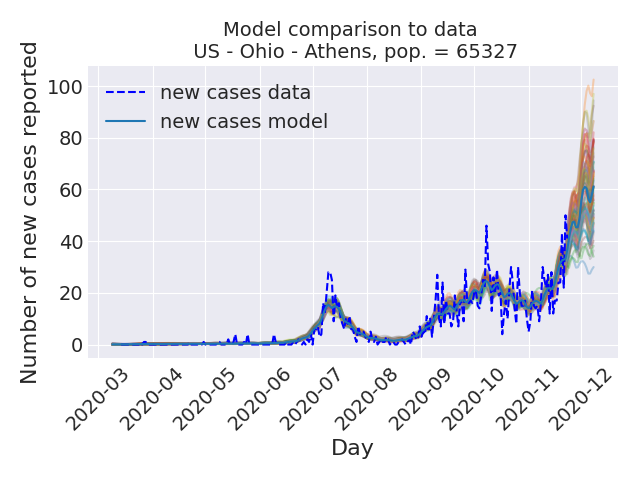 Model comparison to data
US - Ohio - Athens, pop. = 65327
Number of new cases reported
100
80
60
40
20
0
new cases data
new cases model
2020-03
2020-04
2020-05
2020-06
2020-07
2020-08
2020-09
2020-10
2020-11
2020-12
Day